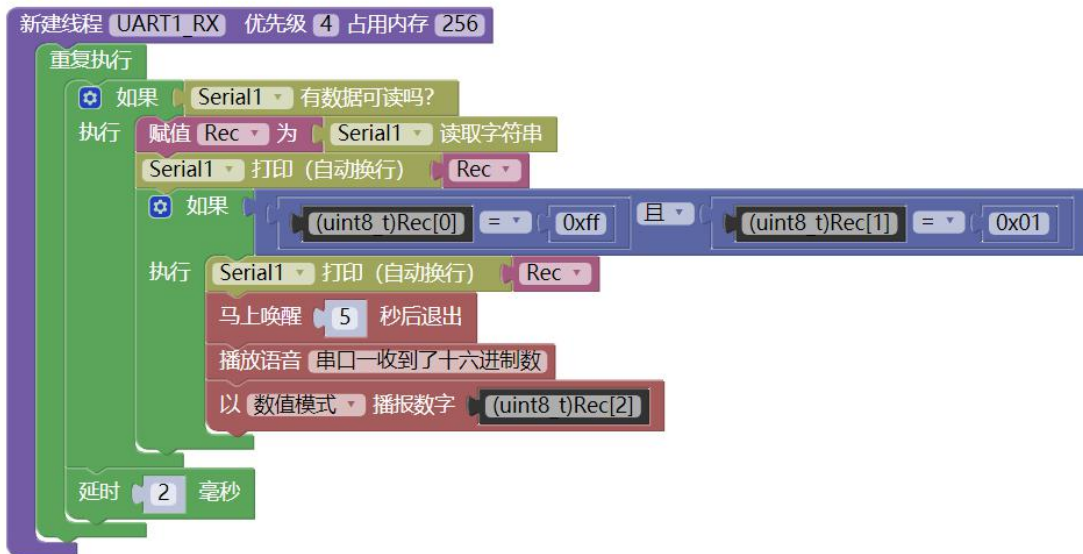 新建线程 UART1_RX 优先级 4 占用内存 256
重复执行
如果 Serial1 有数据可读吗?
执行 赋值 Rec 为 Serial1 读取字符串
Serial1 打印（自动换行） Rec
如果 (uint8_t)Rec[0] = 0xff 且 (uint8_t)Rec[1] = 0x01
执行 Serial1 打印（自动换行） Rec
马上唤醒 5 秒后退出
播放语音 串口一收到了十六进制数
以 数值模式 播报数字 (uint8_t)Rec[2]
延时 2 毫秒